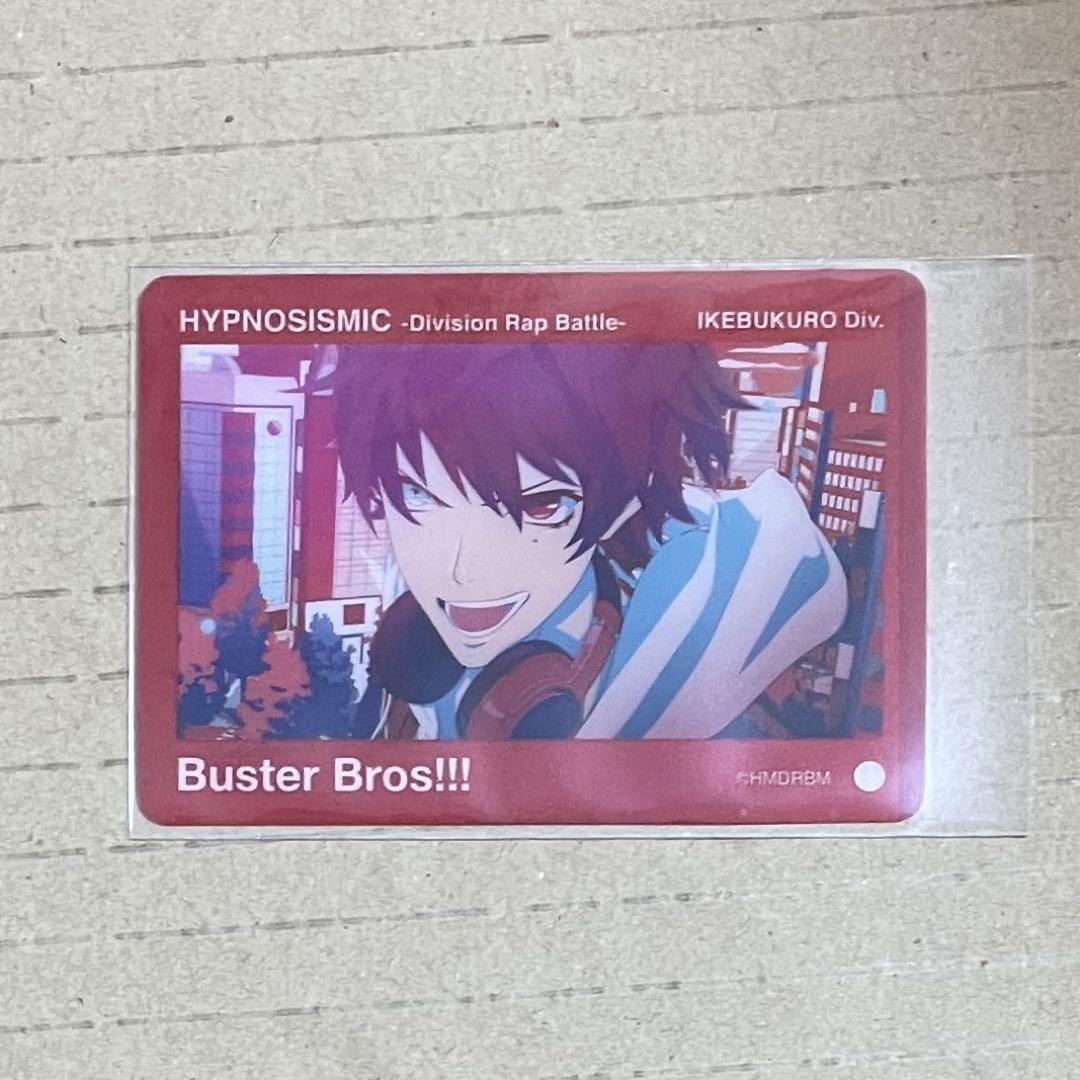 HYPNOSISMIC -Division Rap Battle- IKEBUKURO Div.
Buster Bros!!! ©HMDRBM